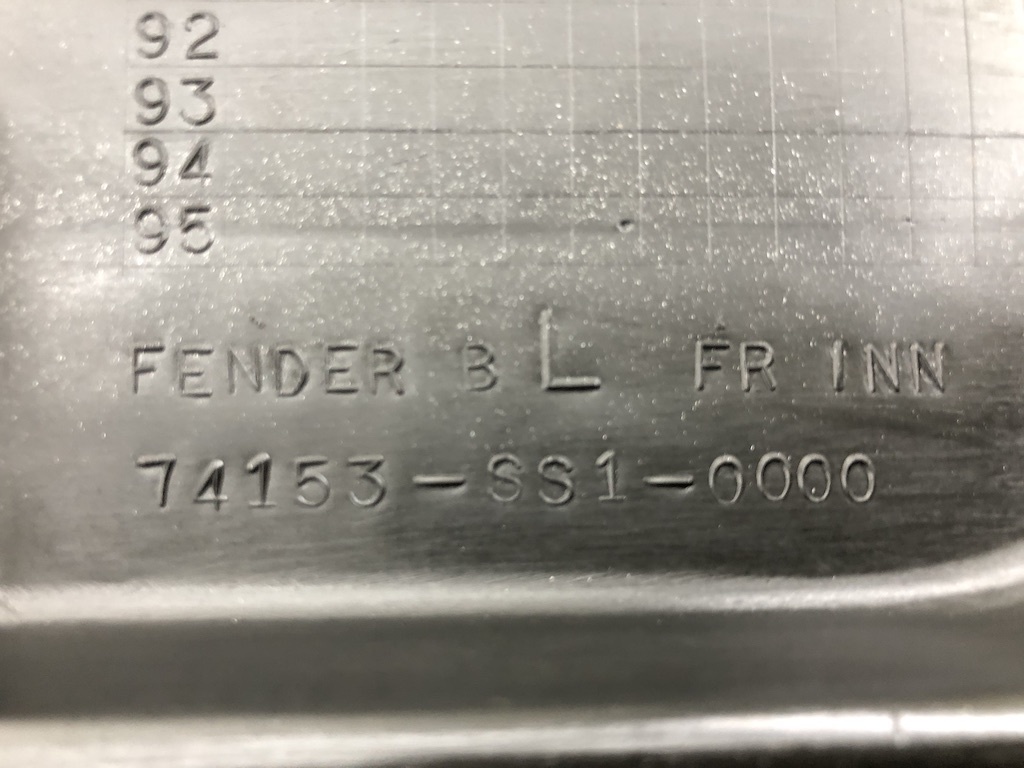 92
93
94
95
FENDER B L FR INN
74153-SS1-0000